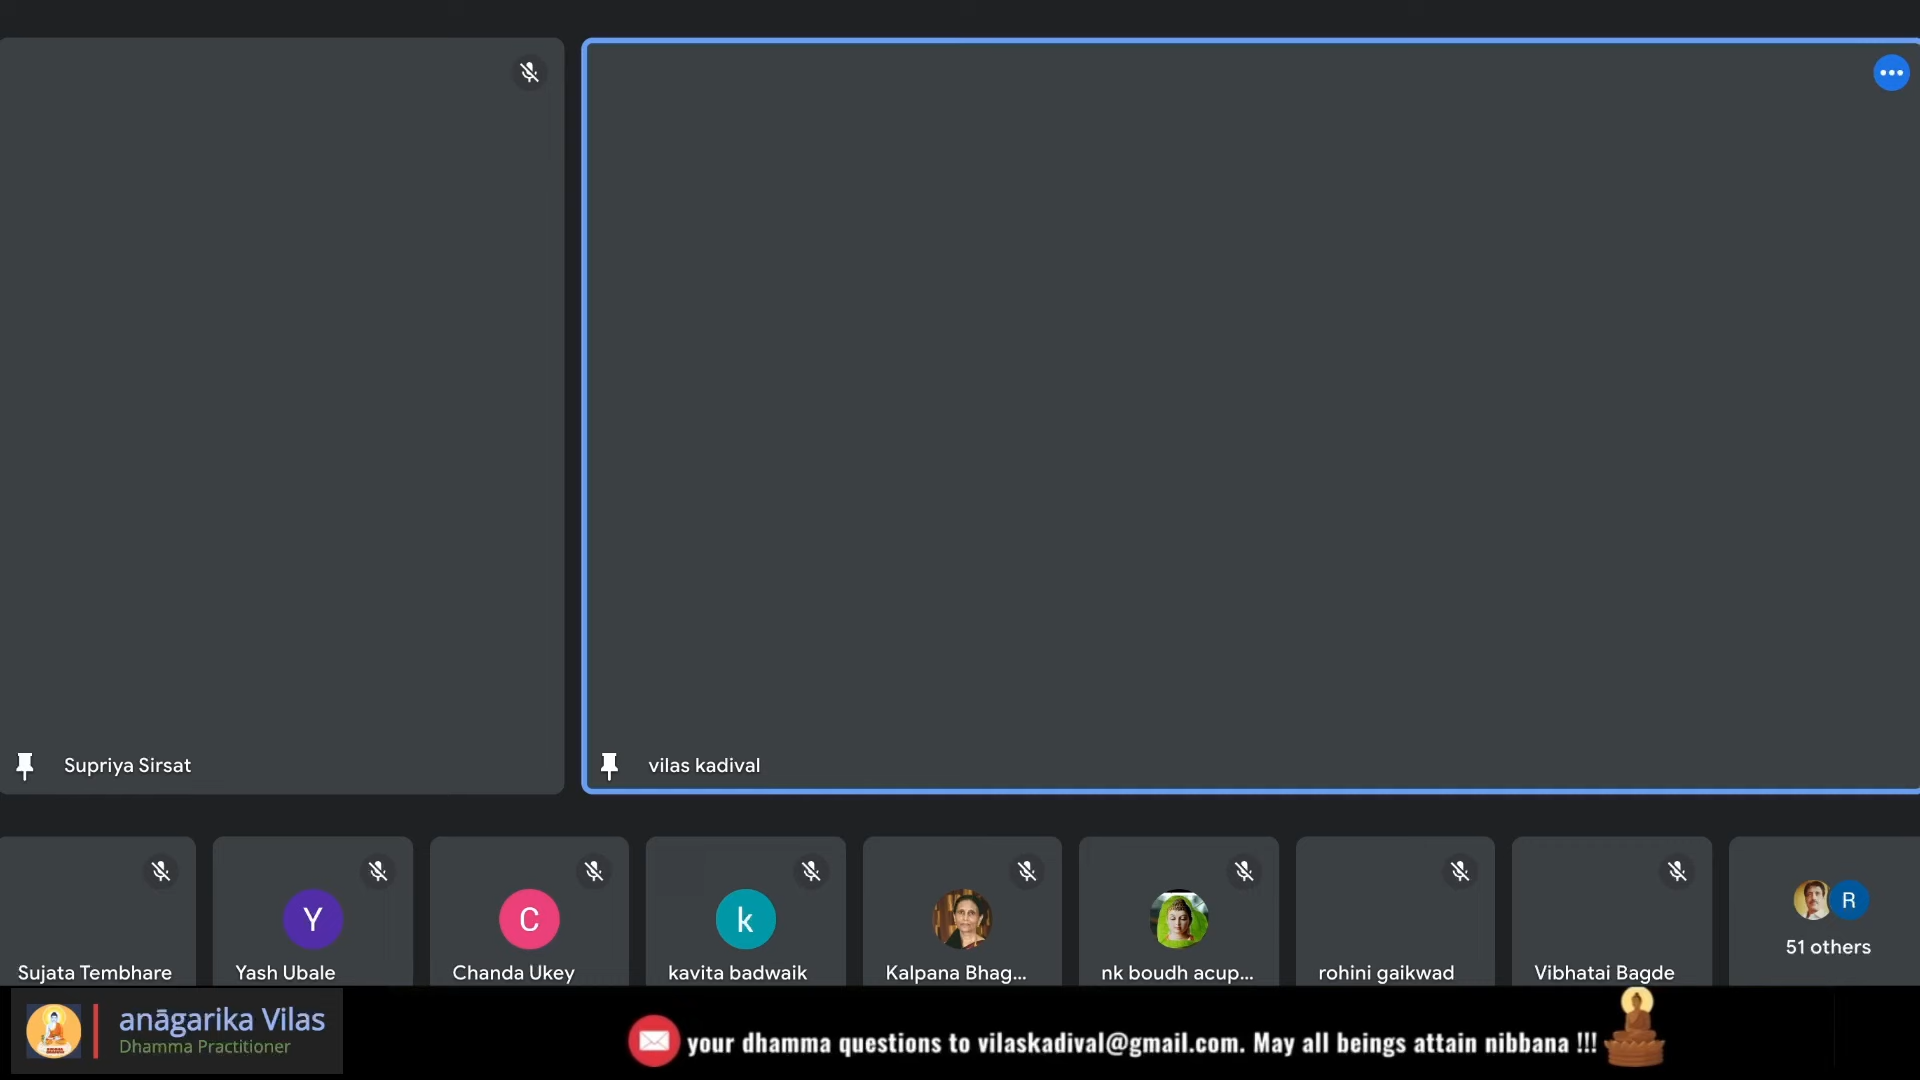 Supriya Sirsat
vilas kadival
Y
C
k
R
51 others
Sujata Tembhare
Yash Ubale
Chanda Ukey
kavita badwaik
Kalpana Bhag...
nk boudh acup...
rohini gaikwad
Vibhatai Bagde
anāgarika Vilas
Dhamma Practitioner
your dhamma questions to vilaskadival@gmail.com. May all beings attain nibbana !!!